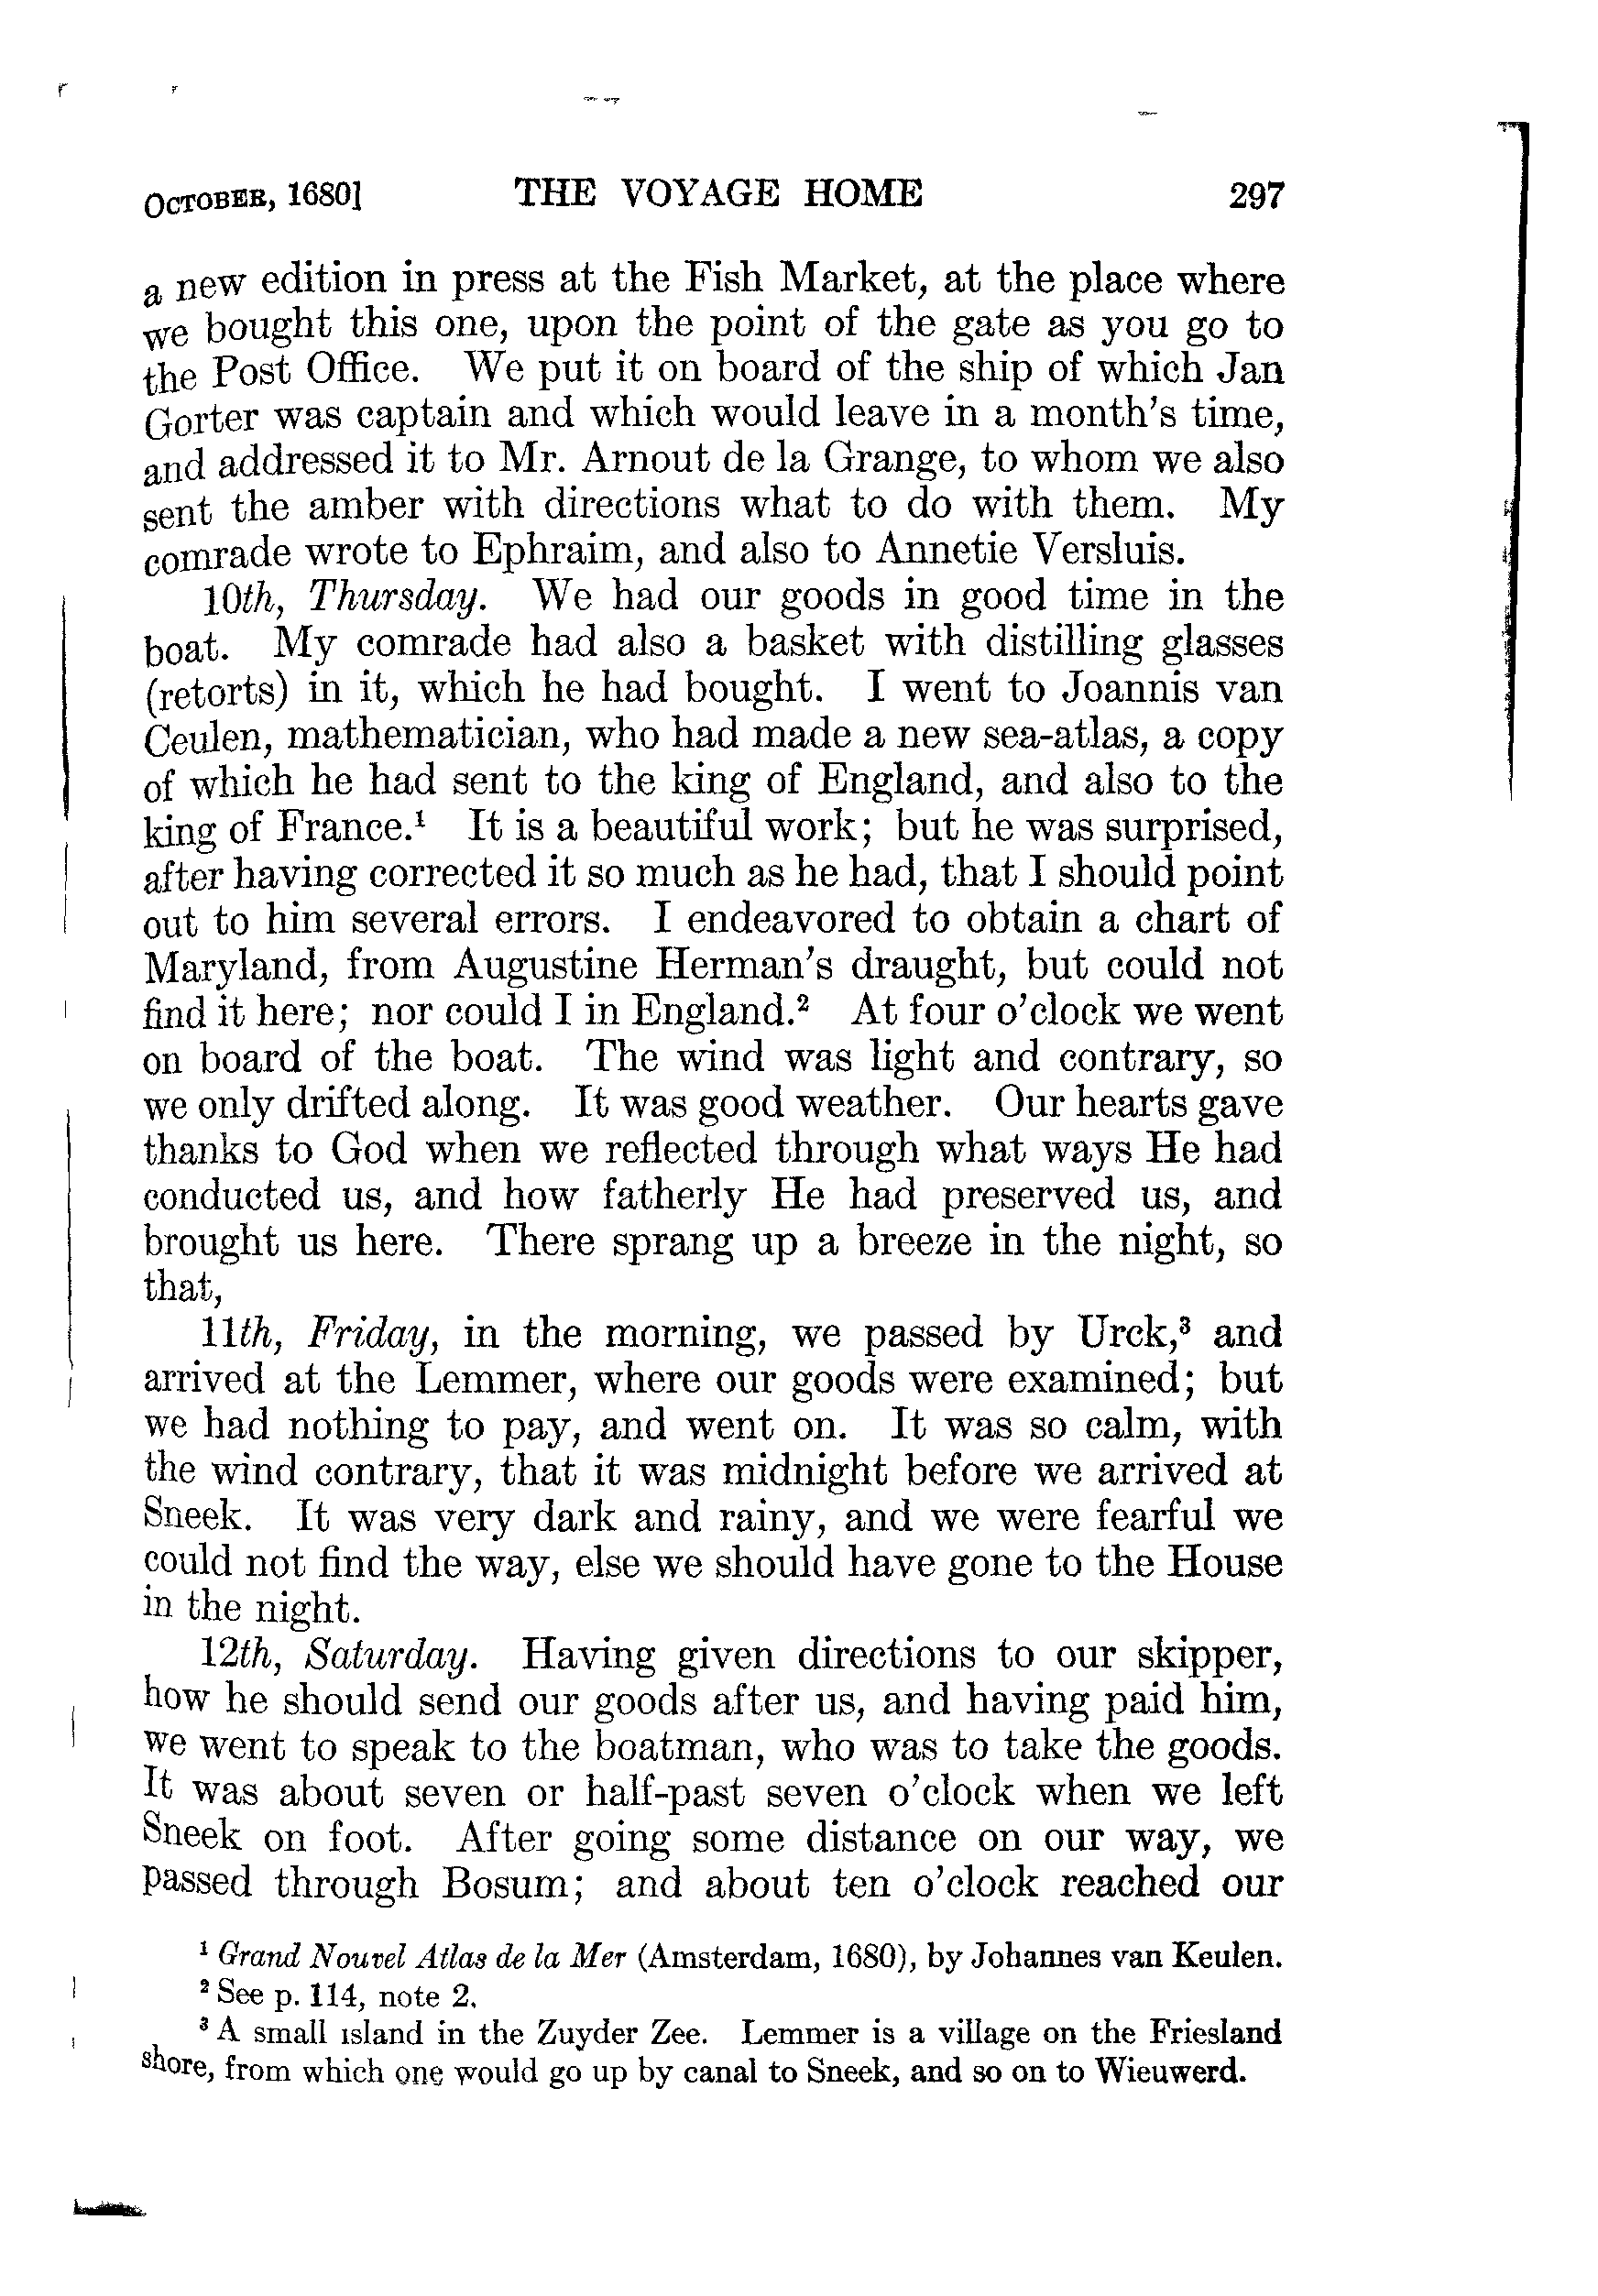 OCTOBER, 1680] THE VOYAGE HOME 297
a new edition in press at the Fish Market, at the place where
we bought this one, upon the point of the gate as you go to
the Post Office. We put it on board of the ship of which Jan
Gorter was captain and which would leave in a month's time,
and addressed it to Mr. Arnout de la Grange, to whom we also
sent the amber with directions what to do with them. My
comrade wrote to Ephraim, and also to Annetie Versluis.
10th, Thursday. We had our goods in good time in the
boat. My comrade had also a basket with distilling glasses
(retorts) in it, which he had bought. I went to Joannis van
Ceulen, mathematician, who had made a new sea-atlas, a copy
of which he had sent to the king of England, and also to the
king of France.¹ It is a beautiful work; but he was surprised,
after having corrected it so much as he had, that I should point
out to him several errors. I endeavored to obtain a chart of
Maryland, from Augustine Herman's draught, but could not
find it here; nor could I in England.² At four o'clock we went
on board of the boat. The wind was light and contrary, so
we only drifted along. It was good weather. Our hearts gave
thanks to God when we reflected through what ways He had
conducted us, and how fatherly He had preserved us, and
brought us here. There sprang up a breeze in the night, so
that,
11th, Friday, in the morning, we passed by Urck,³ and
arrived at the Lemmer, where our goods were examined; but
we had nothing to pay, and went on. It was so calm, with
the wind contrary, that it was midnight before we arrived at
Sneek. It was very dark and rainy, and we were fearful we
could not find the way, else we should have gone to the House
in the night.
12th, Saturday. Having given directions to our skipper,
how he should send our goods after us, and having paid him,
we went to speak to the boatman, who was to take the goods.
It was about seven or half-past seven o'clock when we left
Sneek on foot. After going some distance on our way, we
passed through Bosum; and about ten o'clock reached our
¹ Grand Nouvel Atlas de la Mer (Amsterdam, 1680), by Johannes van Keulen.
² See p. 114, note 2.
³ A small island in the Zuyder Zee. Lemmer is a village on the Friesland
shore, from which one would go up by canal to Sneek, and so on to Wieuwerd.